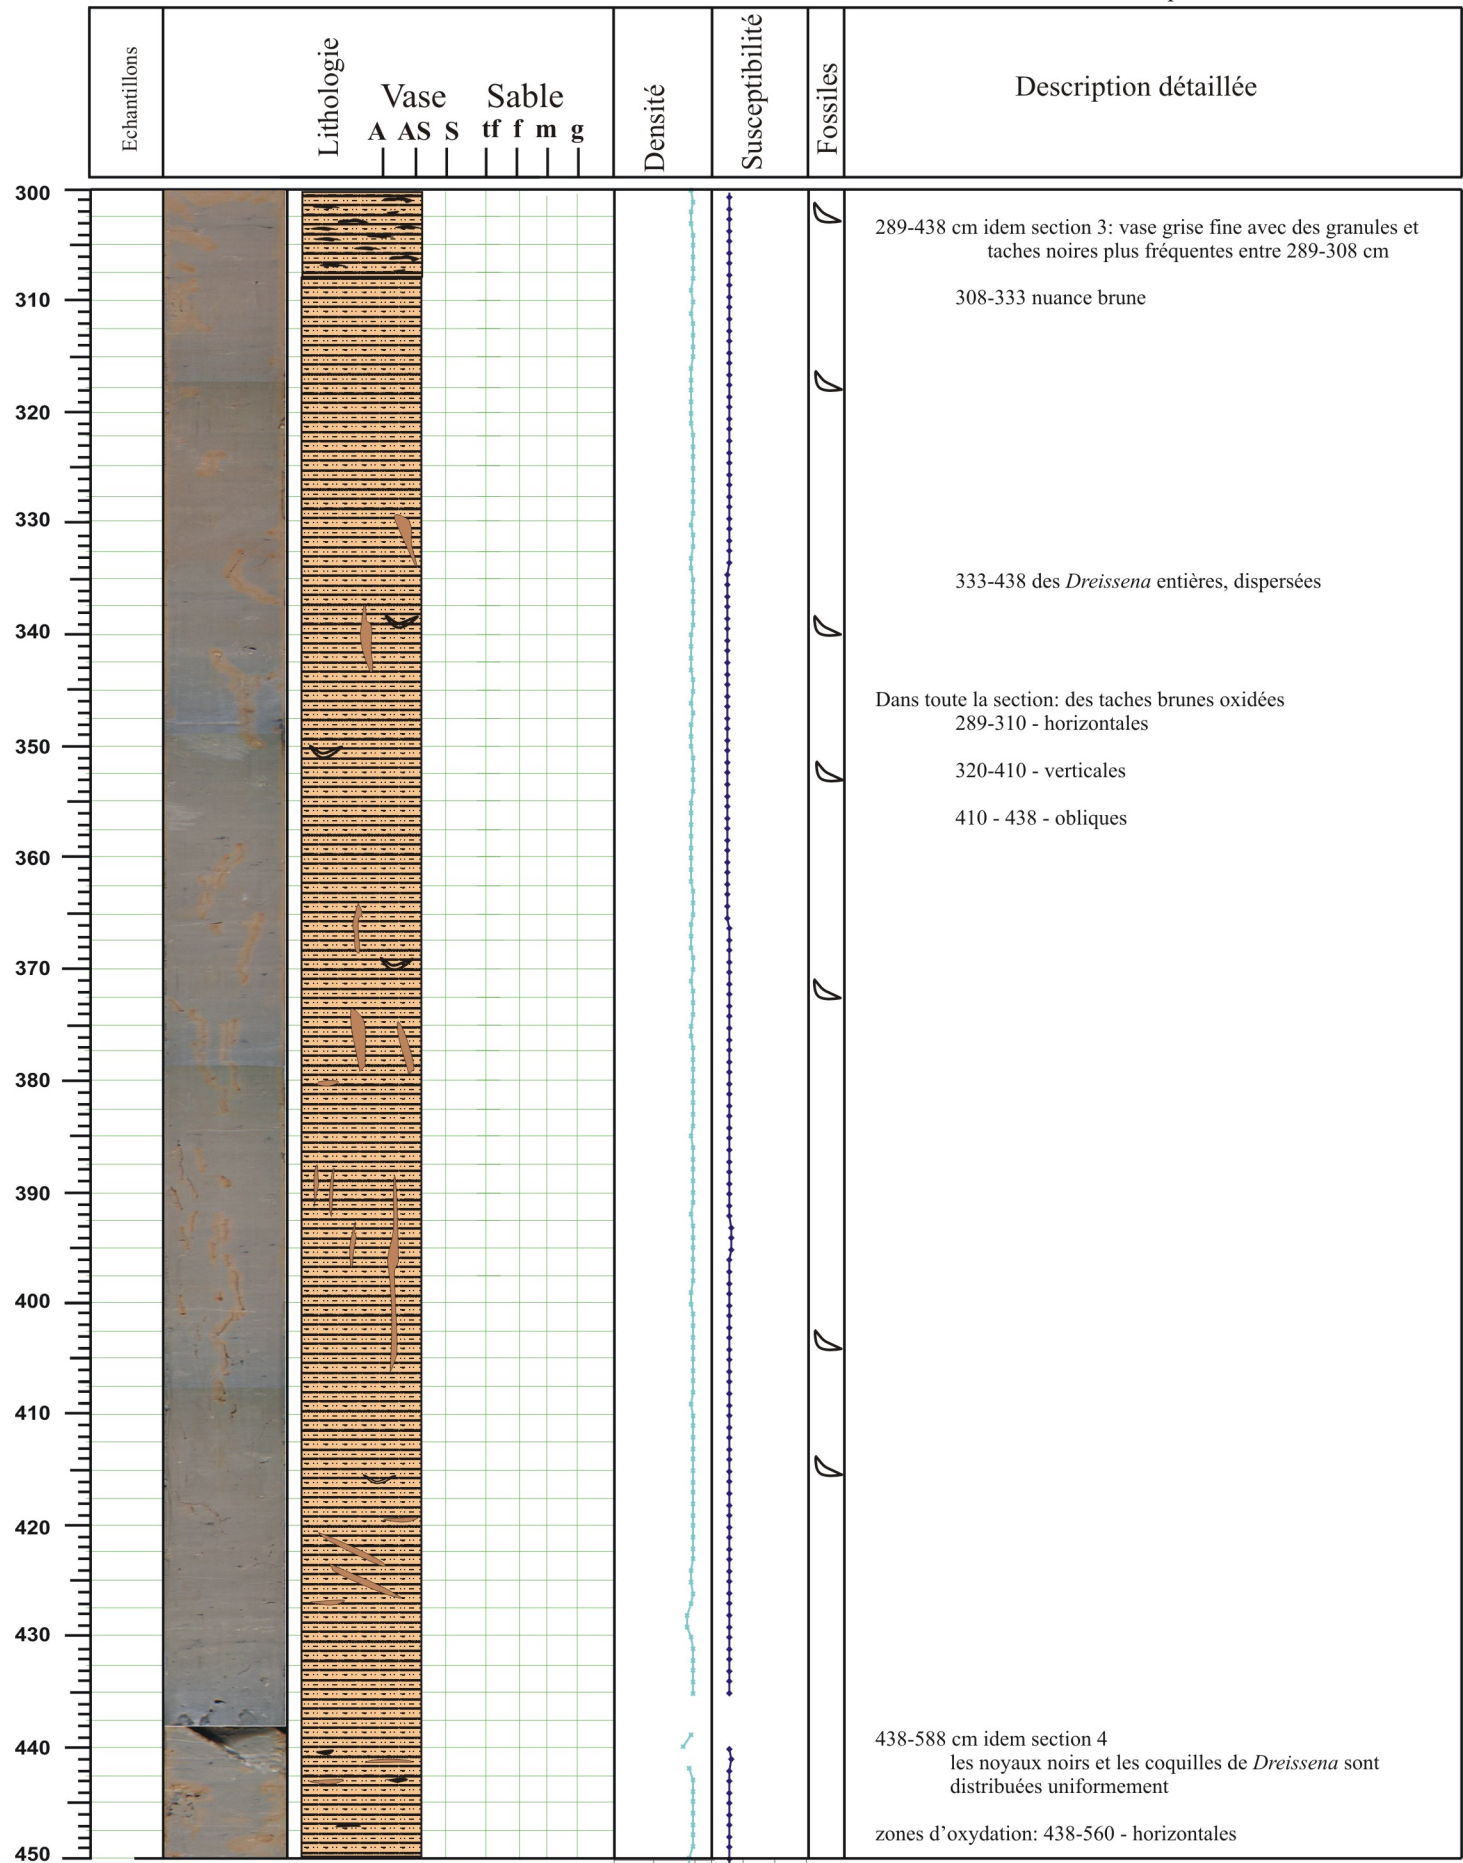 Echantillons
Lithologie
Vase
Sable
A AS S tf f m g
Densité
Susceptibilité
Fossiles
Description détaillée
300
289-438 cm idem section 3: vase grise fine avec des granules et
taches noires plus fréquentes entre 289-308 cm
308-333 nuance brune
310
320
330
333-438 des Dreissena entières, dispersées
340
Dans toute la section: des taches brunes oxidées
289-310 - horizontales
350
320-410 - verticales
410 - 438 - obliques
360
370
380
390
400
410
420
430
438-588 cm idem section 4
440
les noyaux noirs et les coquilles de Dreissena sont
distribuées uniformement
zones d'oxydation: 438-560 - horizontales
450